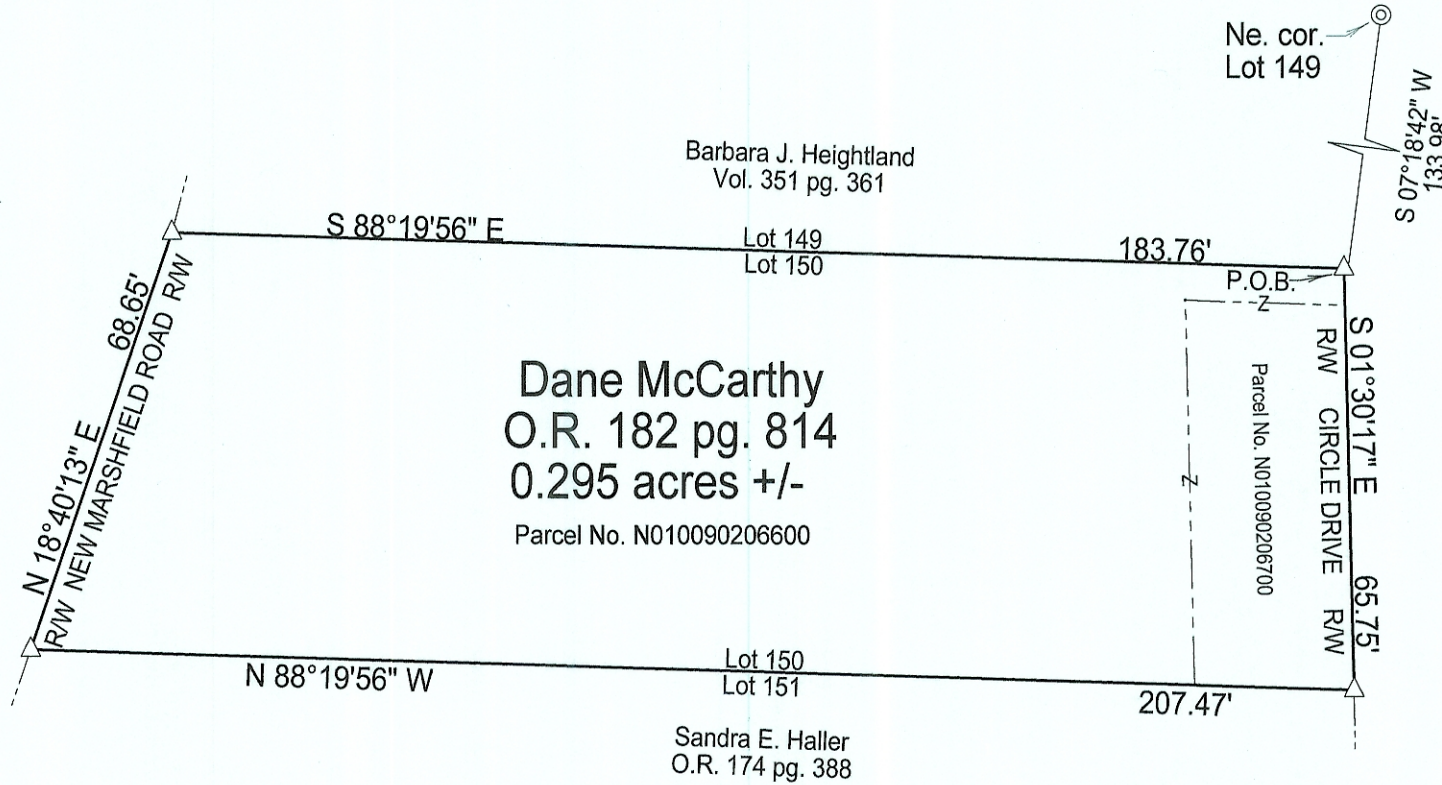 Ne. cor.
Lot 149
S 07°18'42" W
133.98'
Barbara J. Heightland
Vol. 351 pg. 361
S 88°19'56" E
Lot 149
Lot 150
183.76'
P.O.B.
68.65'
N 18°40'13" E
R/W NEW MARSHFIELD ROAD R/W
Dane McCarthy
O.R. 182 pg. 814
0.295 acres +/-
Parcel No. N010090206600
Z
Z
Parcel No. N010090206700
R/W CIRCLE DRIVE R/W
S 01°30'17" E
65.75'
N 88°19'56" W
Lot 150
Lot 151
207.47'
Sandra E. Haller
O.R. 174 pg. 388